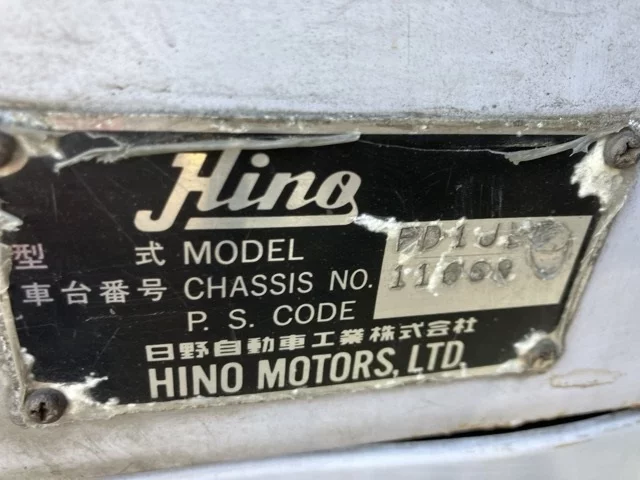 Hino
型式 MODEL
車台番号 CHASSIS NO.
P. S. CODE
日野自動車工業株式会社
HINO MOTORS, LTD.